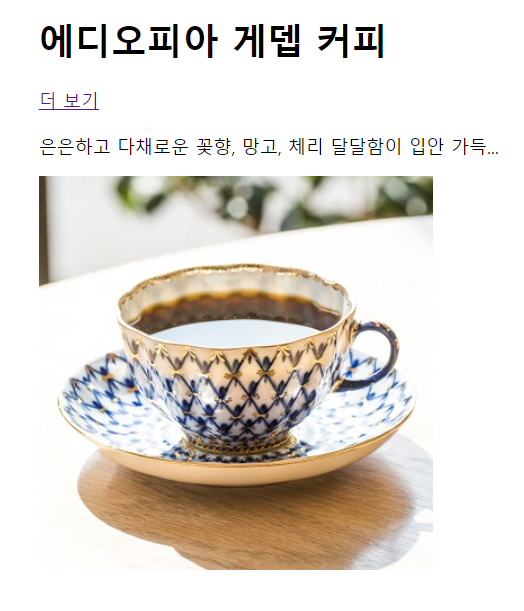 에디오피아 게뎁 커피
더 보기
은은하고 다채로운 꽃향, 망고, 체리 달달함이 입안 가득...